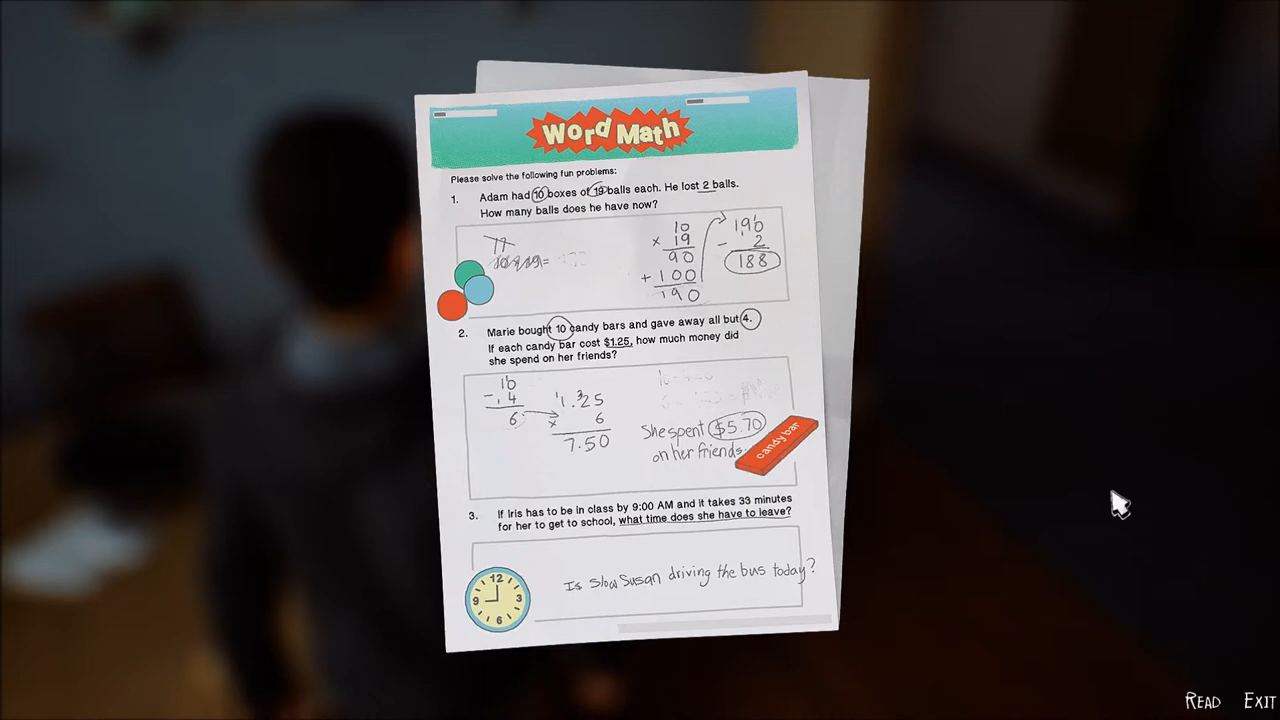 Word Math
Please solve the following fun problems:
1. Adam had 10 boxes of 19 balls each. He lost 2 balls.
How many balls does he have now?
10
x 19
90
+ 100
190
190
- 2
188
2. Marie bought 10 candy bars and gave away all but 4.
If each candy bar cost $1.25, how much money did
she spend on her friends?
10
- 4
6
1.25
x 6
7.50
She spent $5.70
on her friends.
candy bar
3. If Iris has to be in class by 9:00 AM and it takes 33 minutes
for her to get to school, what time does she have to leave?
12
9 3
6
Is Slow Susan driving the bus today?
READ EXIT